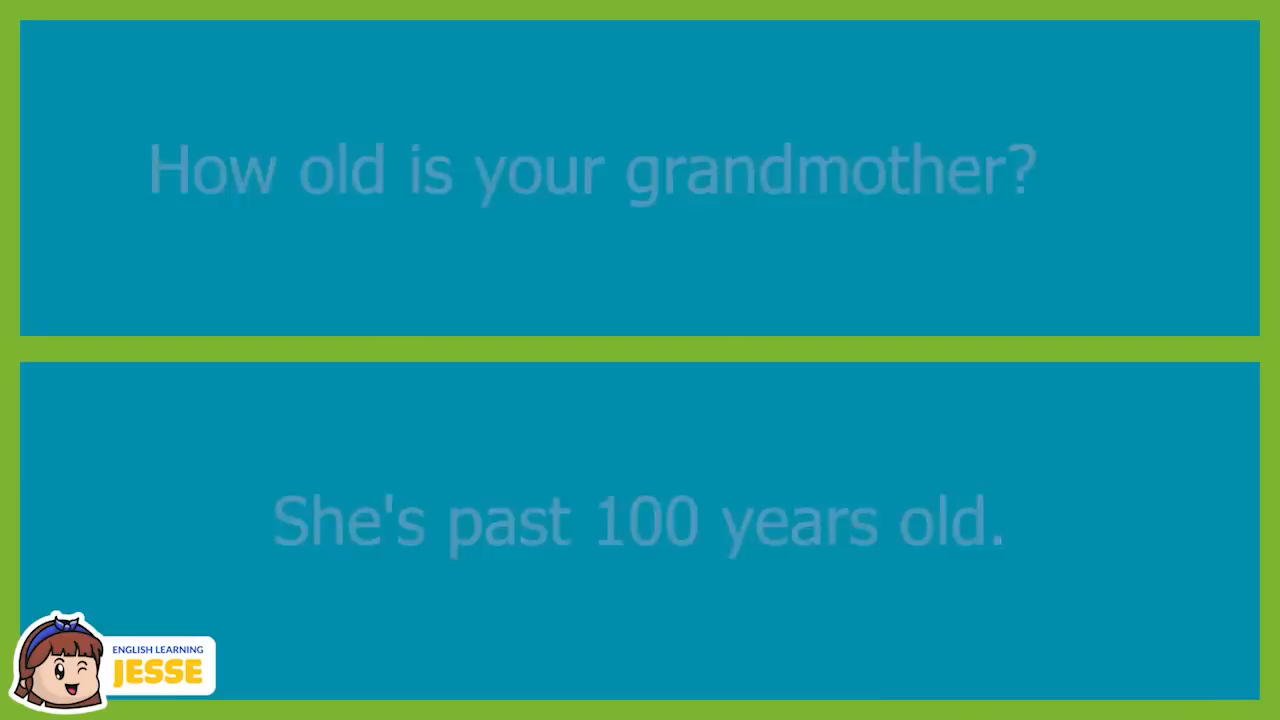 How old is your grandmother?
She's past 100 years old.
ENGLISH LEARNING
JESSE